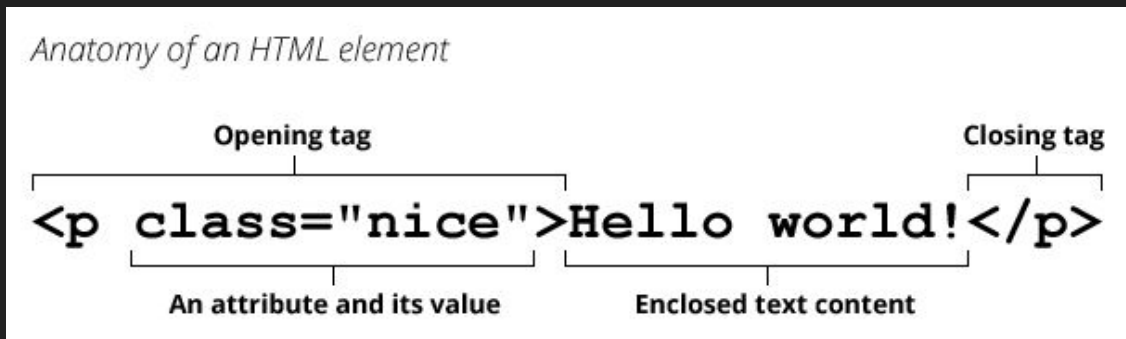 Anatomy of an HTML element
Opening tag
Closing tag
<p class="nice">Hello world!</p>
An attribute and its value
Enclosed text content